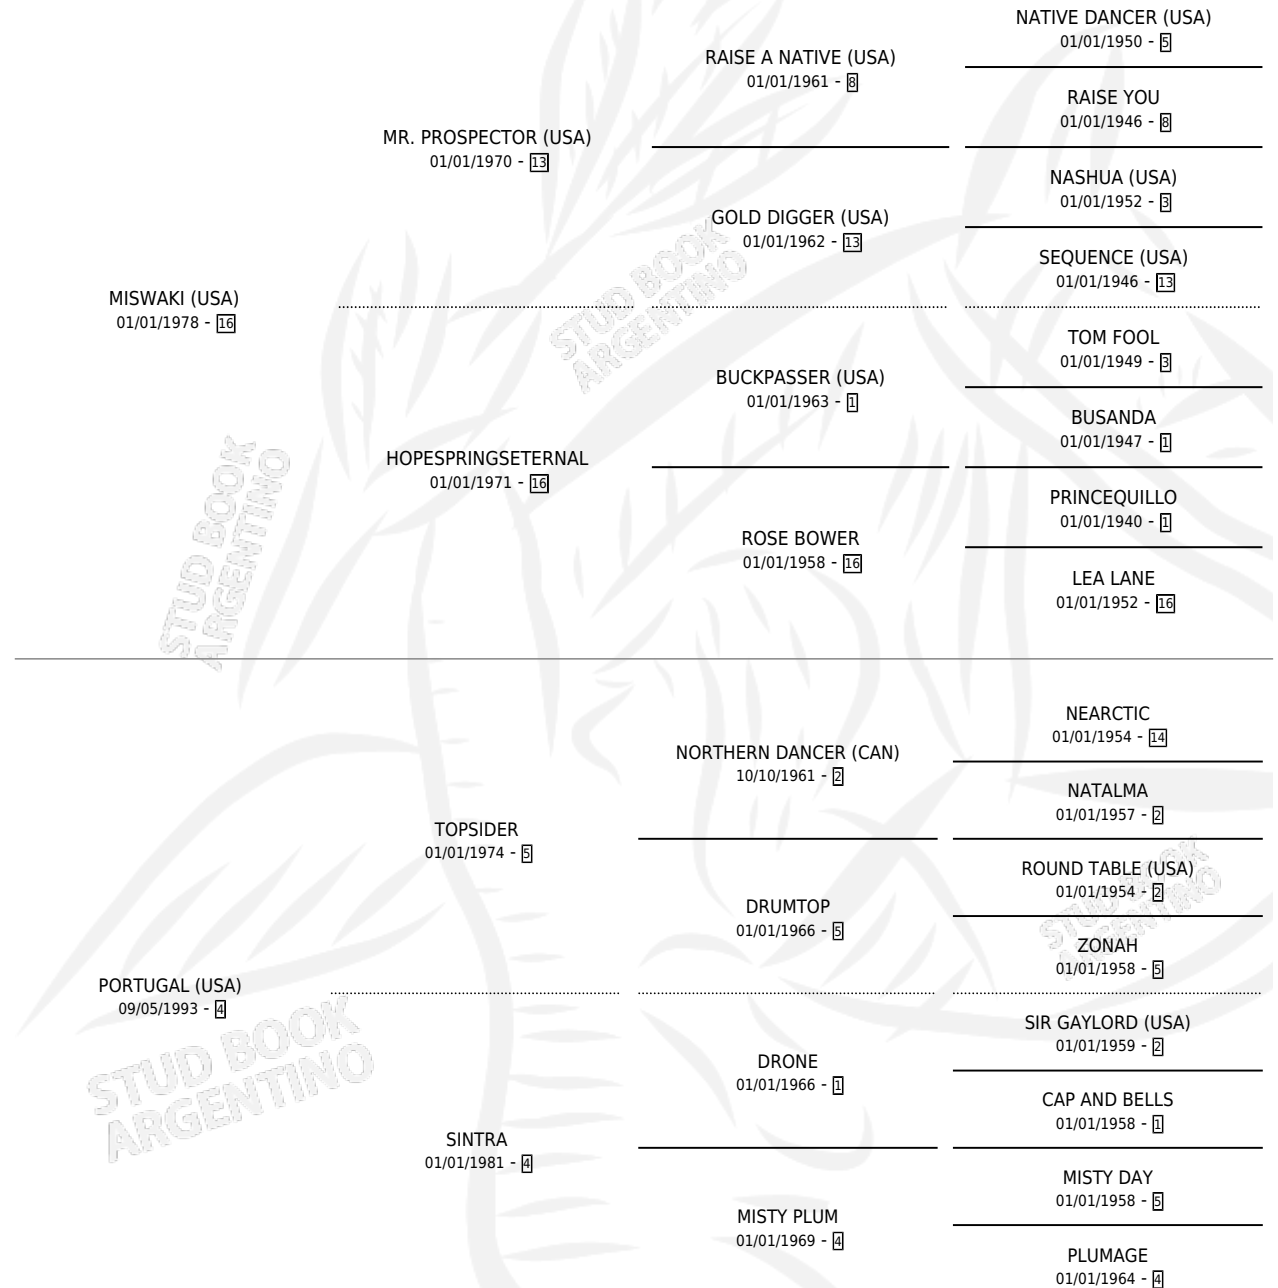 NATIVE DANCER (USA)
01/01/1950 - 5
RAISE A NATIVE (USA)
01/01/1961 - 8
RAISE YOU
01/01/1946 - 8
MR. PROSPECTOR (USA)
01/01/1970 - 13
NASHUA (USA)
01/01/1952 - 3
GOLD DIGGER (USA)
01/01/1962 - 13
SEQUENCE (USA)
01/01/1946 - 13
MISWAKI (USA)
01/01/1978 - 16
TOM FOOL
01/01/1949 - 3
BUCKPASSER (USA)
01/01/1963 - 1
BUSANDA
01/01/1947 - 1
HOPESPRINGSETERNAL
01/01/1971 - 16
PRINCEQUILLO
01/01/1940 - 1
ROSE BOWER
01/01/1958 - 16
LEA LANE
01/01/1952 - 16
NEARCTIC
01/01/1954 - 14
NORTHERN DANCER (CAN)
10/10/1961 - 2
NATALMA
01/01/1957 - 2
TOPSIDER
01/01/1974 - 5
ROUND TABLE (USA)
01/01/1954 - 2
DRUMTOP
01/01/1966 - 5
ZONAH
01/01/1958 - 5
PORTUGAL (USA)
09/05/1993 - 4
SIR GAYLORD (USA)
01/01/1959 - 2
DRONE
01/01/1966 - 1
CAP AND BELLS
01/01/1958 - 1
SINTRA
01/01/1981 - 4
MISTY DAY
01/01/1958 - 5
MISTY PLUM
01/01/1969 - 4
PLUMAGE
01/01/1964 - 4
STUD BOOK
ARGENTINO
STUD BOOK
ARGENTINO
STUD BOOK
ARGENTINO
STUD BOOK
ARGENTINO